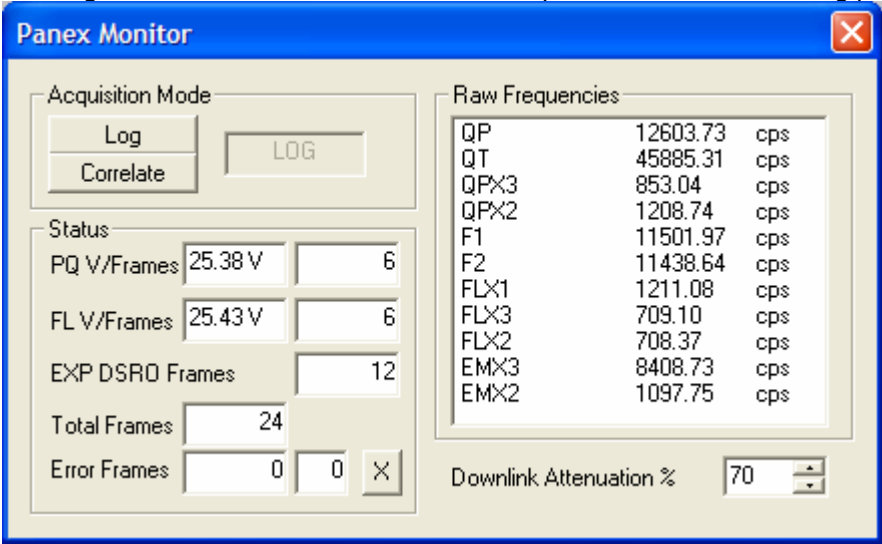 Panex Monitor
Acquisition Mode
Log
Correlate
LOG
Status
PQ V/Frames 25.38 V 6
FL V/Frames 25.43 V 6
EXP DSRO Frames 12
Total Frames 24
Error Frames 0 0 X
Raw Frequencies
QP 12603.73 cps
QT 45885.31 cps
QPX3 853.04 cps
QPX2 1208.74 cps
F1 11501.97 cps
F2 11438.64 cps
FLX1 1211.08 cps
FLX3 709.10 cps
FLX2 708.37 cps
EMX3 8408.73 cps
EMX2 1097.75 cps
Downlink Attenuation % 70